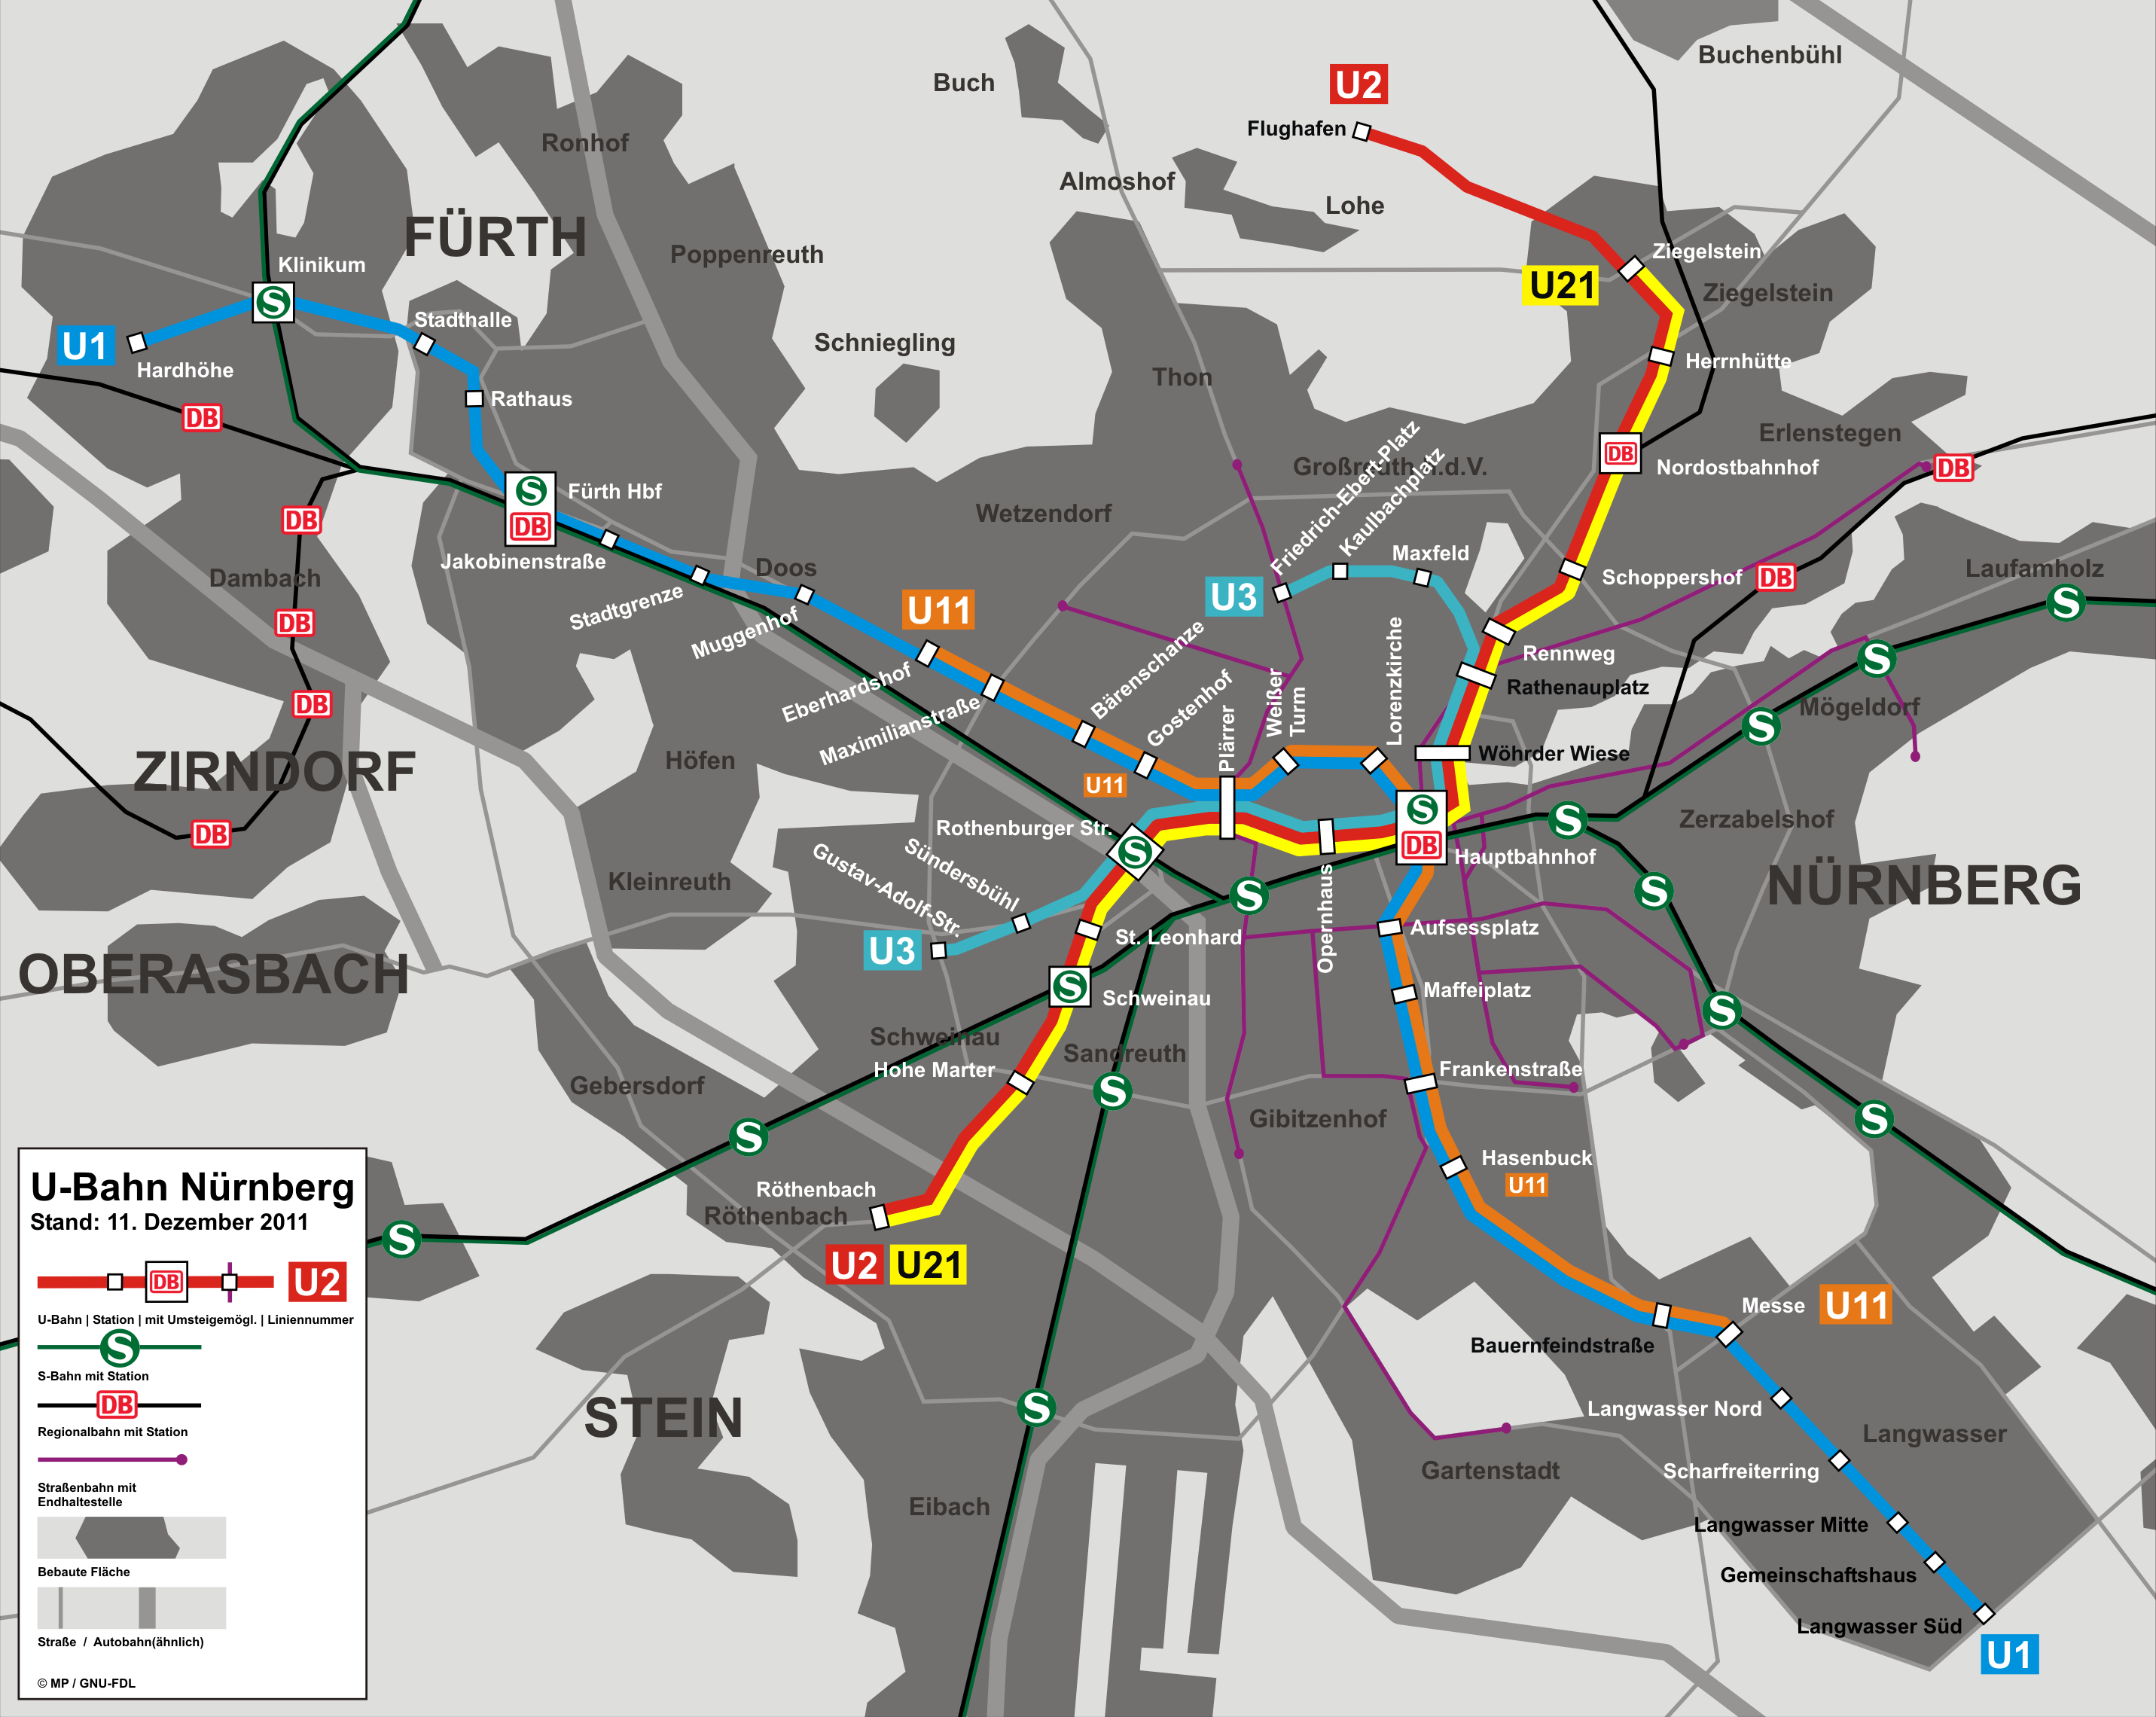 Buchenbühl
Buch
U2
Flughafen
Ronhof
Almoshof
Lohe
FÜRTH
Poppenreuth
Ziegelstein
U21
Ziegelstein
Klinikum
Stadthalle
U1
Hardhöhe
Schniegling
Thon
Herrnhütte
Rathaus
DB
Erlenstegen
Großreuth h.d.V.
Friedrich-Ebert-Platz
Kaulbachplatz
DB
Nordostbahnhof
DB
S
S
DB
Fürth Hbf
Wetzendorf
DB
Jakobinenstraße
Doos
Maxfeld
Dambach
Schoppershof
DB
Laufamholz
S
Stadtgrenze
Muggenhof
U11
U3
DB
Bärenschanze
Lorenzkirche
Rennweg
S
Eberhardshof
Gostenhof
Weißer
Turm
Rathenauplatz
DB
Maximilianstraße
Plärrer
Mögeldorf
S
ZIRNDORF
Höfen
U11
Wöhrder Wiese
DB
Rothenburger Str.
S
S
DB
S
Zerzabelshof
Hauptbahnhof
Gustav-Adolf-Str.
Sündersbühl
Kleinreuth
S
Opernhaus
S
NÜRNBERG
U3
St. Leonhard
Aufsessplatz
OBERASBACH
S
Schweinau
Maffeiplatz
S
Schweinau
Sandreuth
Hohe Marter
Frankenstraße
Gebersdorf
S
S
Gibitzenhof
S
Hasenbuck
U11
Röthenbach
Röthenbach
U2
U21
S
Messe
U11
Bauernfeindstraße
STEIN
S
Langwasser Nord
Langwasser
Gartenstadt
Scharfreiterring
Eibach
Langwasser Mitte
Gemeinschaftshaus
Langwasser Süd
U1
U-Bahn Nürnberg
Stand: 11. Dezember 2011
DB
U2
U-Bahn | Station | mit Umsteigemögl. | Liniennummer
S
S-Bahn mit Station
DB
Regionalbahn mit Station
Straßenbahn mit
Endhaltestelle
Bebaute Fläche
Straße / Autobahn(ähnlich)
© MP / GNU-FDL